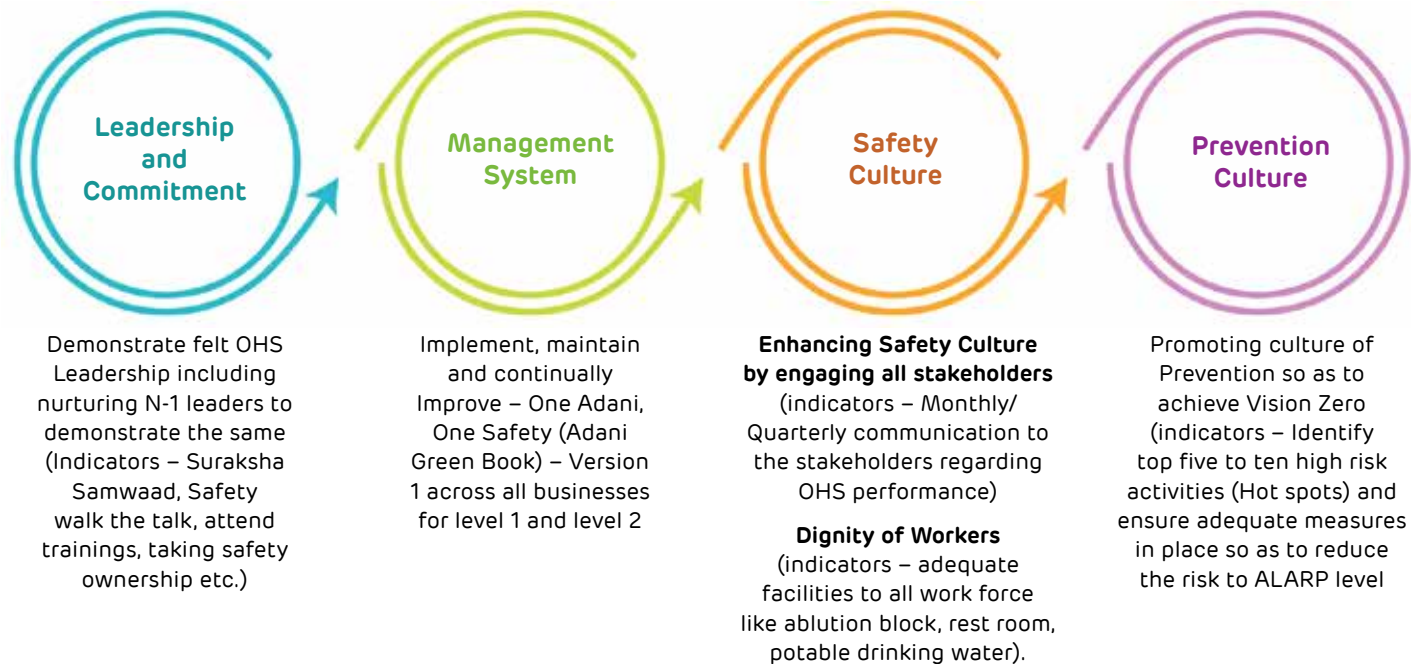 Leadership
and
Commitment
Demonstrate felt OHS
Leadership including
nurturing N-1 leaders to
demonstrate the same
(Indicators – Suraksha
Samwaad, Safety
walk the talk, attend
trainings, taking safety
ownership etc.)
Management
System
Implement, maintain
and continually
Improve – One Adani,
One Safety (Adani
Green Book) – Version
1 across all businesses
for level 1 and level 2
Safety
Culture
Enhancing Safety Culture
by engaging all stakeholders
(indicators – Monthly/
Quarterly communication to
the stakeholders regarding
OHS performance)
Dignity of Workers
(indicators – adequate
facilities to all work force
like ablution block, rest room,
potable drinking water).
Prevention
Culture
Promoting culture of
Prevention so as to
achieve Vision Zero
(indicators – Identify
top five to ten high risk
activities (Hot spots) and
ensure adequate measures
in place so as to reduce
the risk to ALARP level